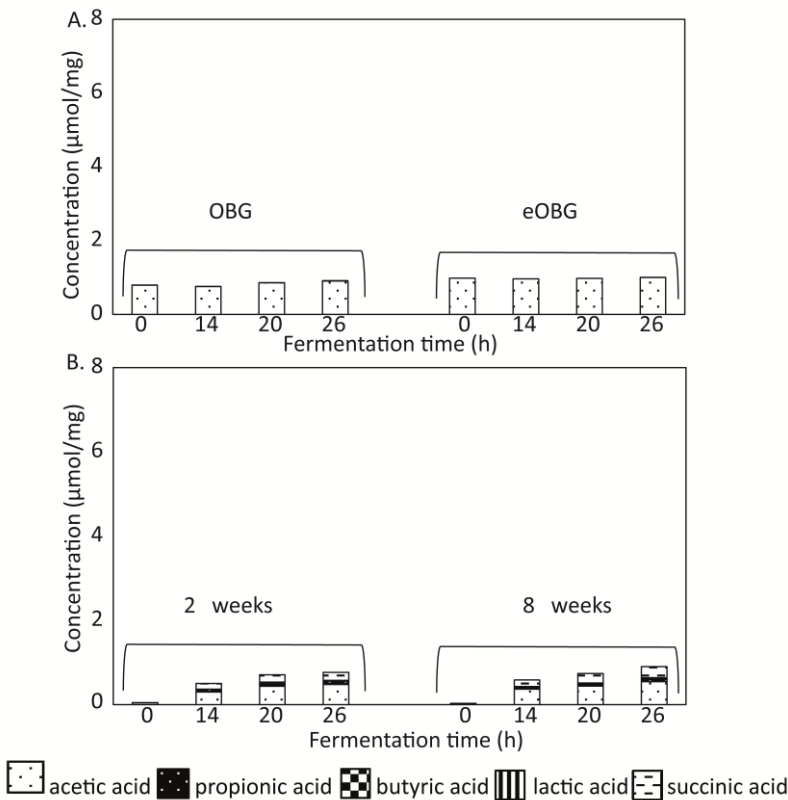 A.
8
6
4
2
0
Concentration (µmol/mg)
OBG eOBG
0 14 20 26 0 14 20 26
Fermentation time (h)
B.
8
6
4
2
0
Concentration (µmol/mg)
2 weeks 8 weeks
0 14 20 26 0 14 20 26
Fermentation time (h)
acetic acid propionic acid butyric acid lactic acid succinic acid